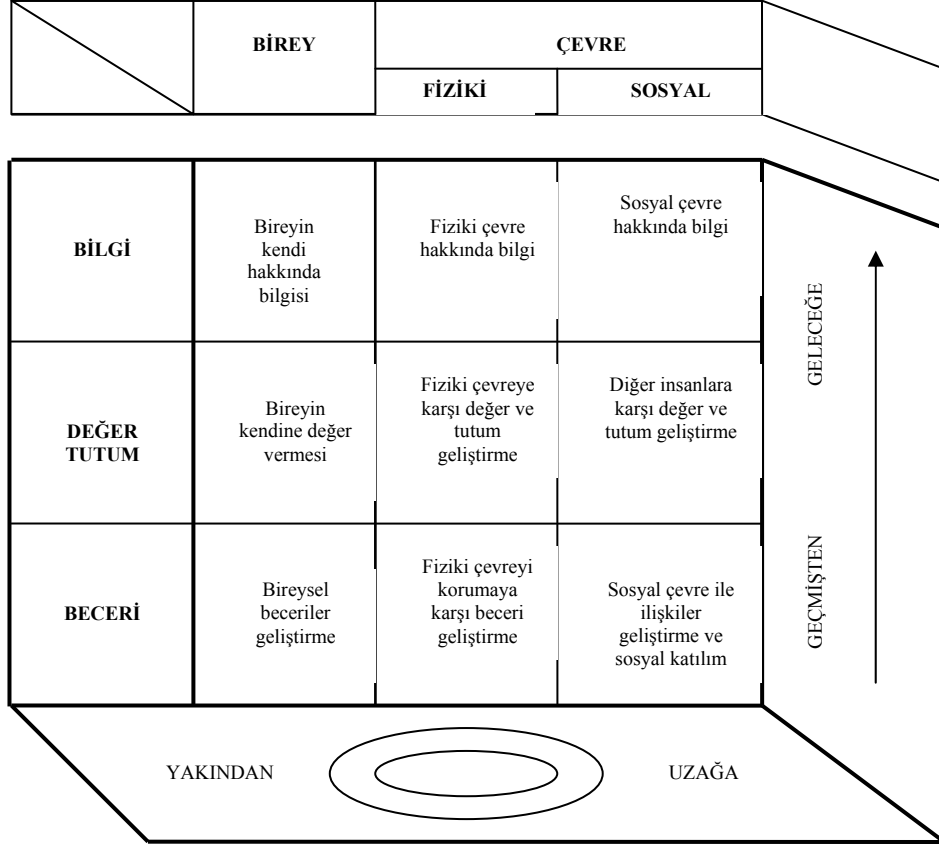 BİREY
ÇEVRE
FİZİKİ
SOSYAL
BİLGİ
Bireyin
kendi
hakkında
bilgisi
Fiziki çevre
hakkında bilgi
Sosyal çevre
hakkında bilgi
DEĞER
TUTUM
Bireyin
kendine değer
vermesi
Fiziki çevreye
karşı değer ve
tutum
geliştirme
Diğer insanlara
karşı değer ve
tutum geliştirme
BECERİ
Bireysel
beceriler
geliştirme
Fiziki çevreyi
korumaya
karşı beceri
geliştirme
Sosyal çevre ile
ilişkiler
geliştirme ve
sosyal katılım
GEÇMİŞTEN
GELECEĞE
YAKINDAN
UZAĞA